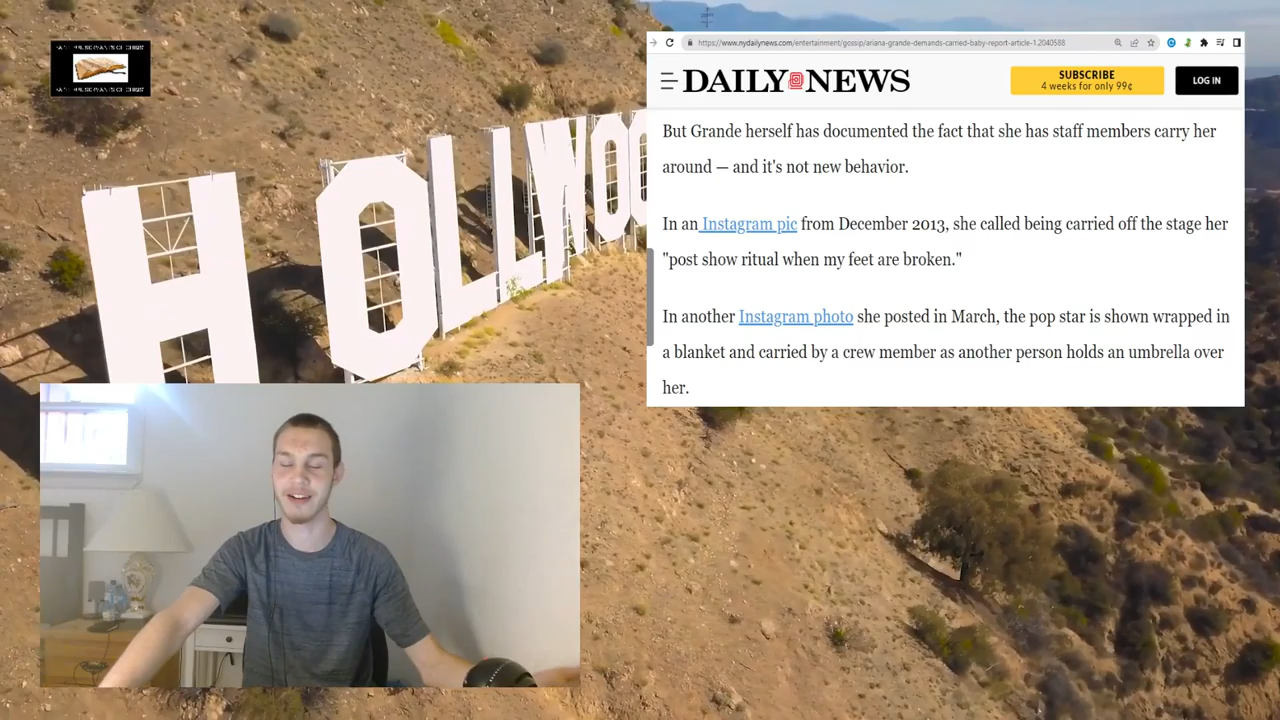 HOLLYWOO
https://www.nydailynews.com/entertainment/gossip/ariana-grande-demands-carried-baby-report-article-1.2040588
DAILY NEWS
SUBSCRIBE
4 weeks for only 99¢
LOG IN
But Grande herself has documented the fact that she has staff members carry her
around — and it's not new behavior.
In an Instagram pic from December 2013, she called being carried off the stage her
"post show ritual when my feet are broken."
In another Instagram photo she posted in March, the pop star is shown wrapped in
a blanket and carried by a crew member as another person holds an umbrella over
her.